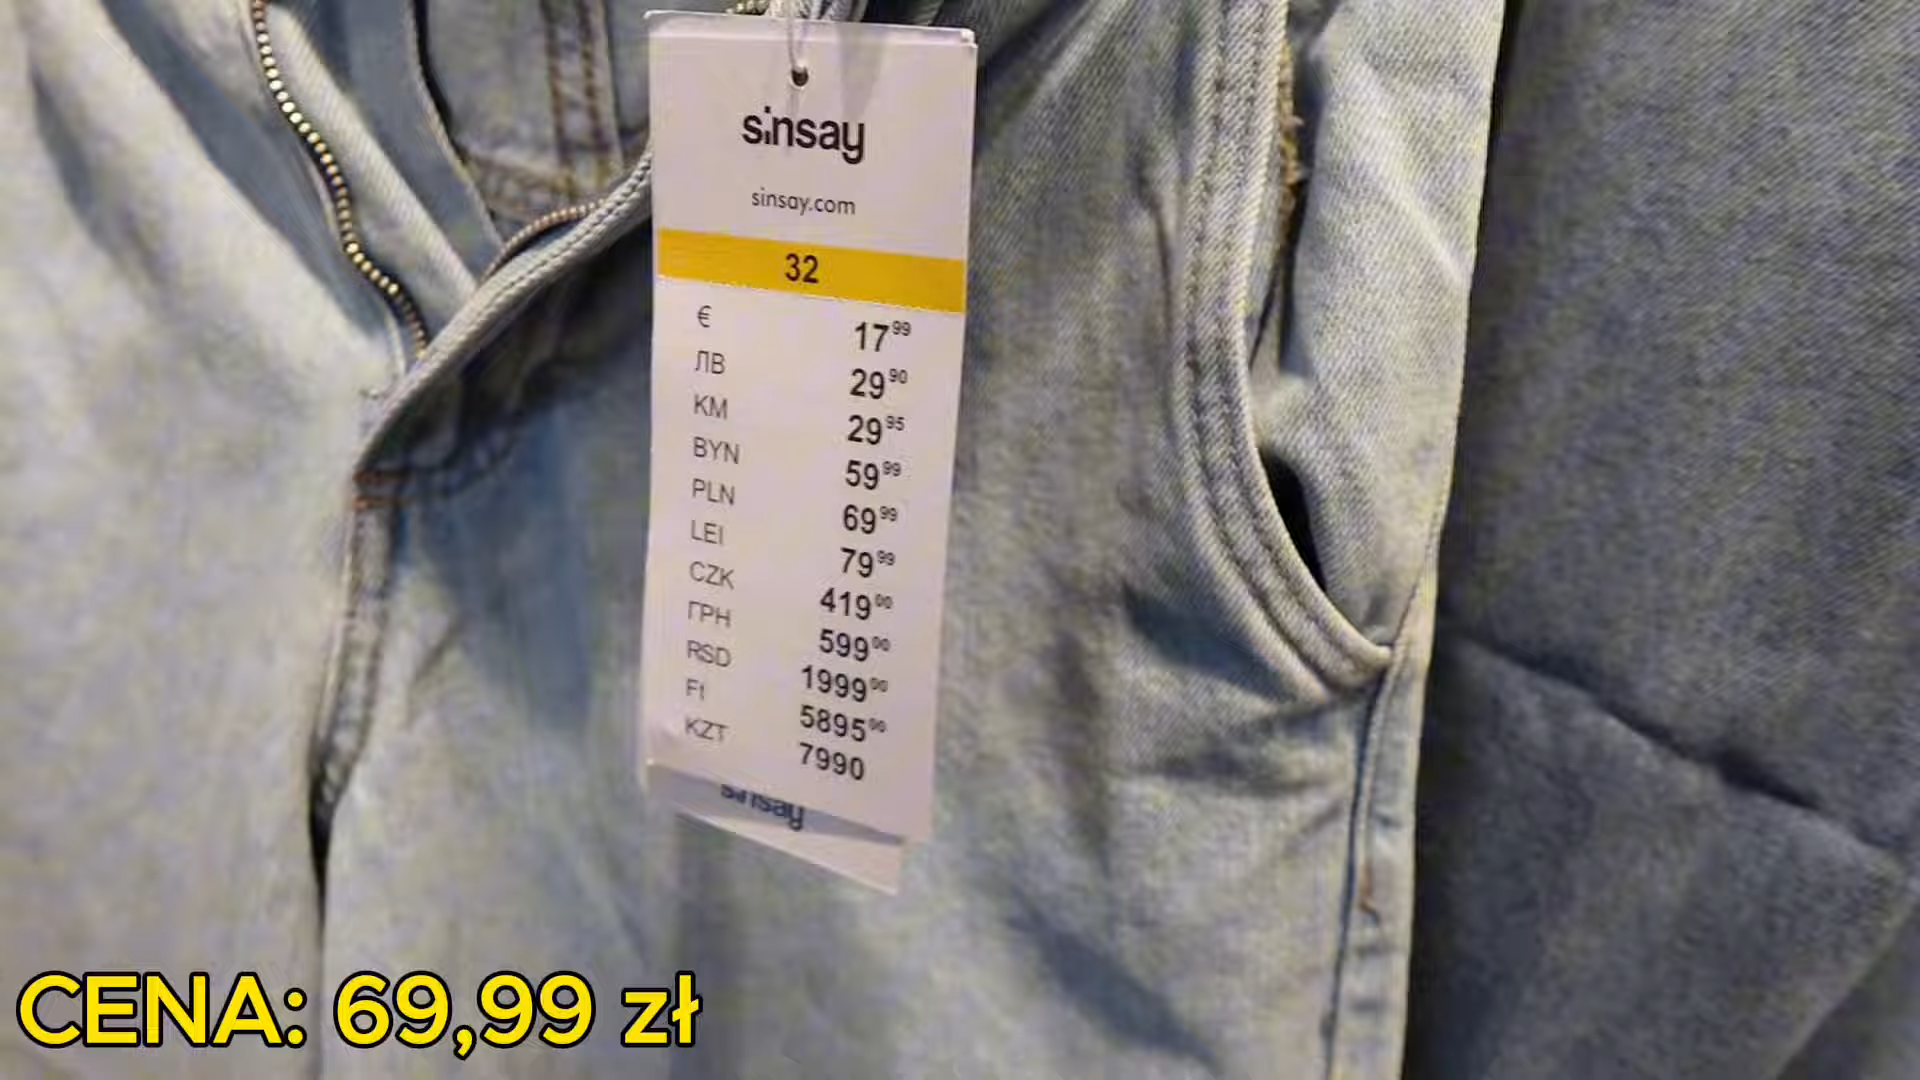 sinsay
sinsay.com
32
€ 17⁹⁹
ЛВ 29⁹⁰
KM 29⁹⁵
BYN 59⁹⁹
PLN 69⁹⁹
LEI 79⁹⁹
CZK 419⁰⁰
ГРН 599⁰⁰
RSD 1999⁰⁰
Ft 5895⁰⁰
KZT 7990
sinsay
CENA: 69,99 zł